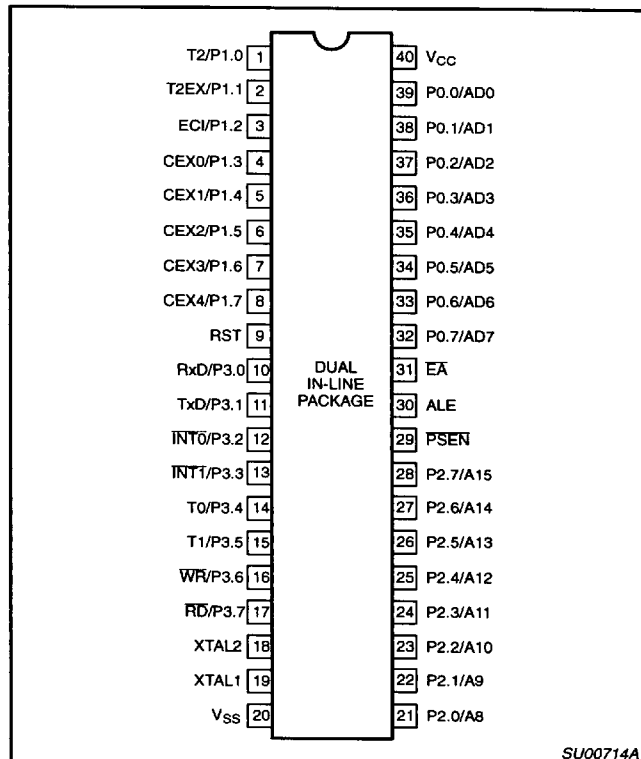 T2/P1.0 1 40 VCC
T2EX/P1.1 2 39 P0.0/AD0
ECI/P1.2 3 38 P0.1/AD1
CEX0/P1.3 4 37 P0.2/AD2
CEX1/P1.4 5 36 P0.3/AD3
CEX2/P1.5 6 35 P0.4/AD4
CEX3/P1.6 7 34 P0.5/AD5
CEX4/P1.7 8 33 P0.6/AD6
RST 9 32 P0.7/AD7
RxD/P3.0 10 31 E̅A̅
TxD/P3.1 11 30 ALE
I̅N̅T̅0̅/P3.2 12 29 P̅S̅E̅N̅
I̅N̅T̅1̅/P3.3 13 28 P2.7/A15
T0/P3.4 14 27 P2.6/A14
T1/P3.5 15 26 P2.5/A13
W̅R̅/P3.6 16 25 P2.4/A12
R̅D̅/P3.7 17 24 P2.3/A11
XTAL2 18 23 P2.2/A10
XTAL1 19 22 P2.1/A9
VSS 20 21 P2.0/A8
DUAL
IN-LINE
PACKAGE
SU00714A